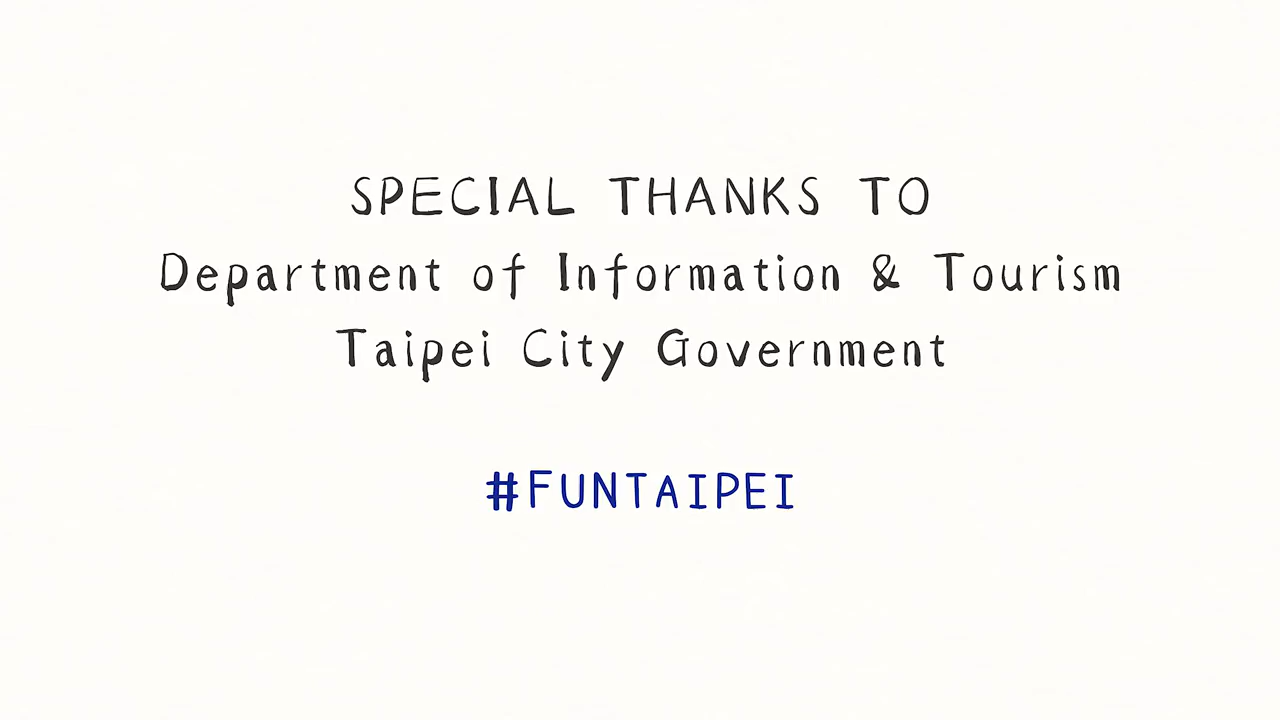 SPECIAL THANKS TO
Department of Information & Tourism
Taipei City Government
#FUNTAIPEI